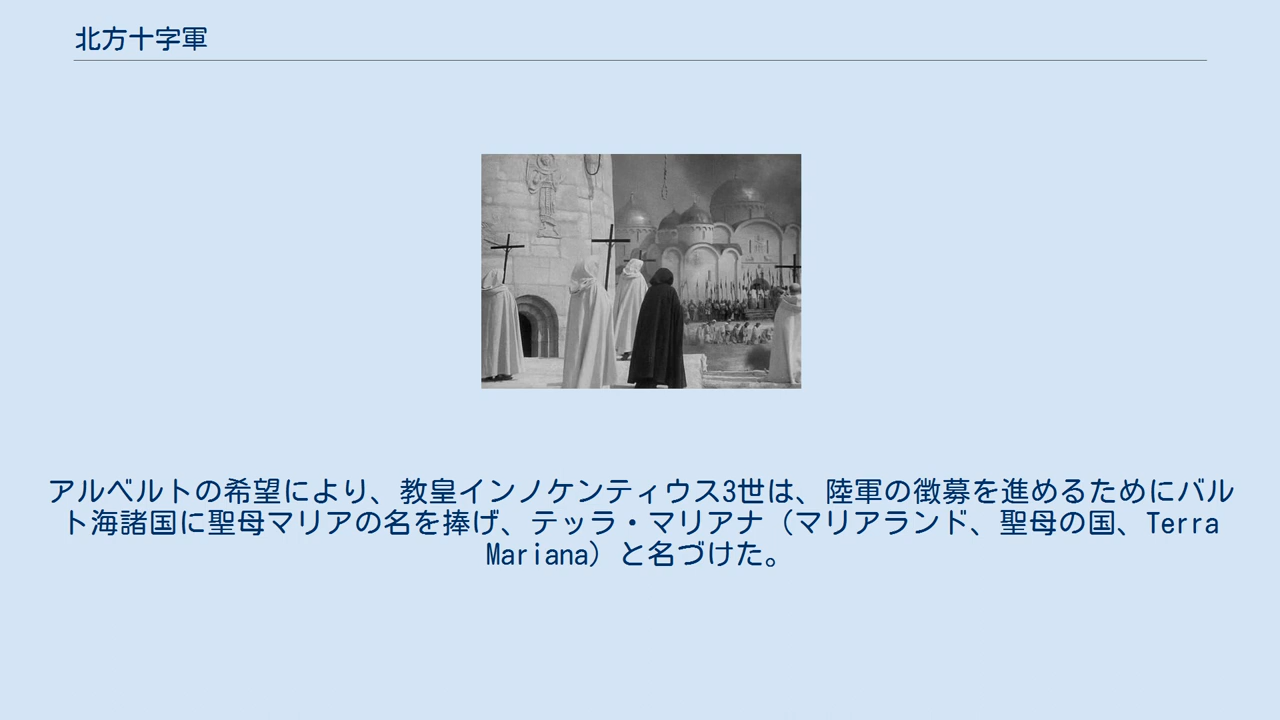 北方十字軍
アルベルトの希望により、教皇インノケンティウス3世は、陸軍の徴募を進めるためにバル
ト海諸国に聖母マリアの名を捧げ、テッラ・マリアナ（マリアランド、聖母の国、Terra
Mariana）と名づけた。